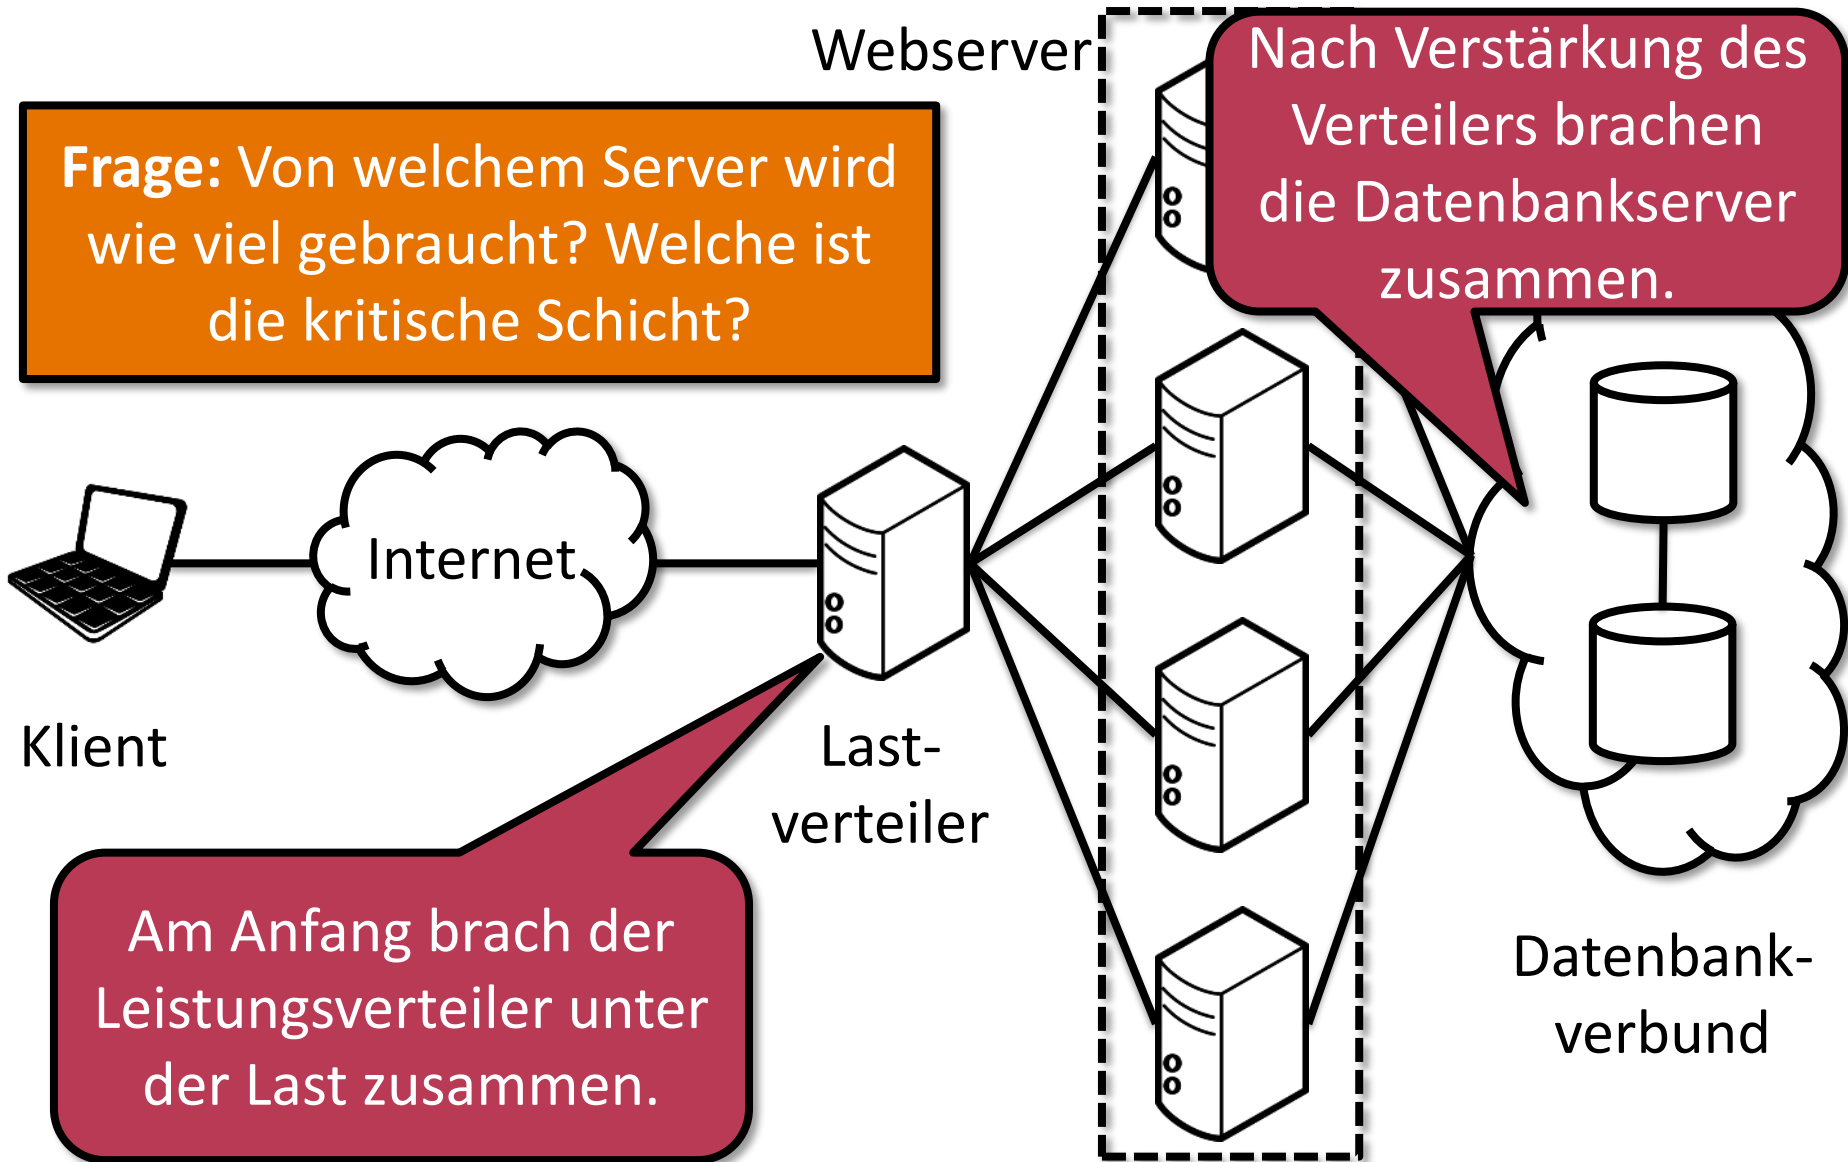 Webserver
Nach Verstärkung des
Verteilers brachen
die Datenbankserver
zusammen.
Frage: Von welchem Server wird
wie viel gebraucht? Welche ist
die kritische Schicht?
Internet
Klient
Last-
verteiler
Am Anfang brach der
Leistungsverteiler unter
der Last zusammen.
Datenbank-
verbund